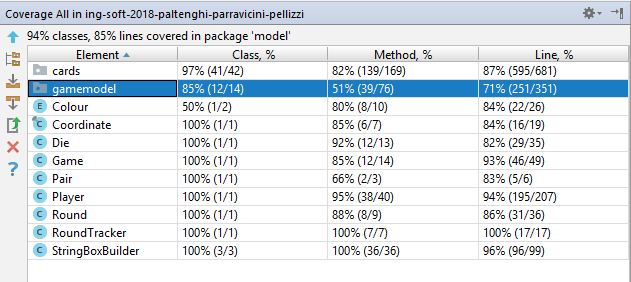 Coverage All in ing-soft-2018-paltenghi-parravicini-pellizzi
94% classes, 85% lines covered in package 'model'
Element Class, % Method, % Line, %
cards 97% (41/42) 82% (139/169) 87% (595/681)
gamemodel 85% (12/14) 51% (39/76) 71% (251/351)
E Colour 50% (1/2) 80% (8/10) 84% (22/26)
C Coordinate 100% (1/1) 85% (6/7) 84% (16/19)
C Die 100% (1/1) 92% (12/13) 82% (29/35)
C Game 100% (1/1) 85% (12/14) 93% (46/49)
C Pair 100% (1/1) 66% (2/3) 83% (5/6)
C Player 100% (1/1) 95% (38/40) 94% (195/207)
C Round 100% (1/1) 88% (8/9) 86% (31/36)
C RoundTracker 100% (1/1) 100% (7/7) 100% (17/17)
C StringBoxBuilder 100% (3/3) 100% (36/36) 96% (96/99)